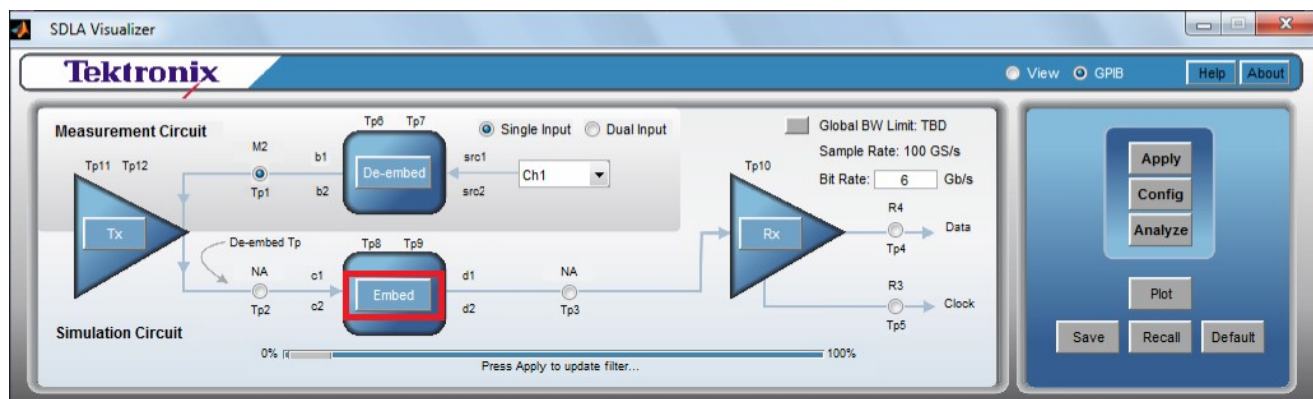 SDLA Visualizer
Tektronix
View GPIB Help About
Measurement Circuit
Tp11 Tp12
Tx
M2
Tp1
b1
b2
Tp6 Tp7
De-embed
Single Input Dual Input
src1
src2
Ch1
De-embed Tp
NA
Tp2
c1
c2
Tp8 Tp9
Embed
d1
d2
NA
Tp3
Simulation Circuit
Global BW Limit: TBD
Sample Rate: 100 GS/s
Bit Rate: 6 Gb/s
Tp10
Rx
R4
Data
Tp4
R3
Clock
Tp5
0% 100%
Press Apply to update filter...
Apply
Config
Analyze
Plot
Save Recall Default